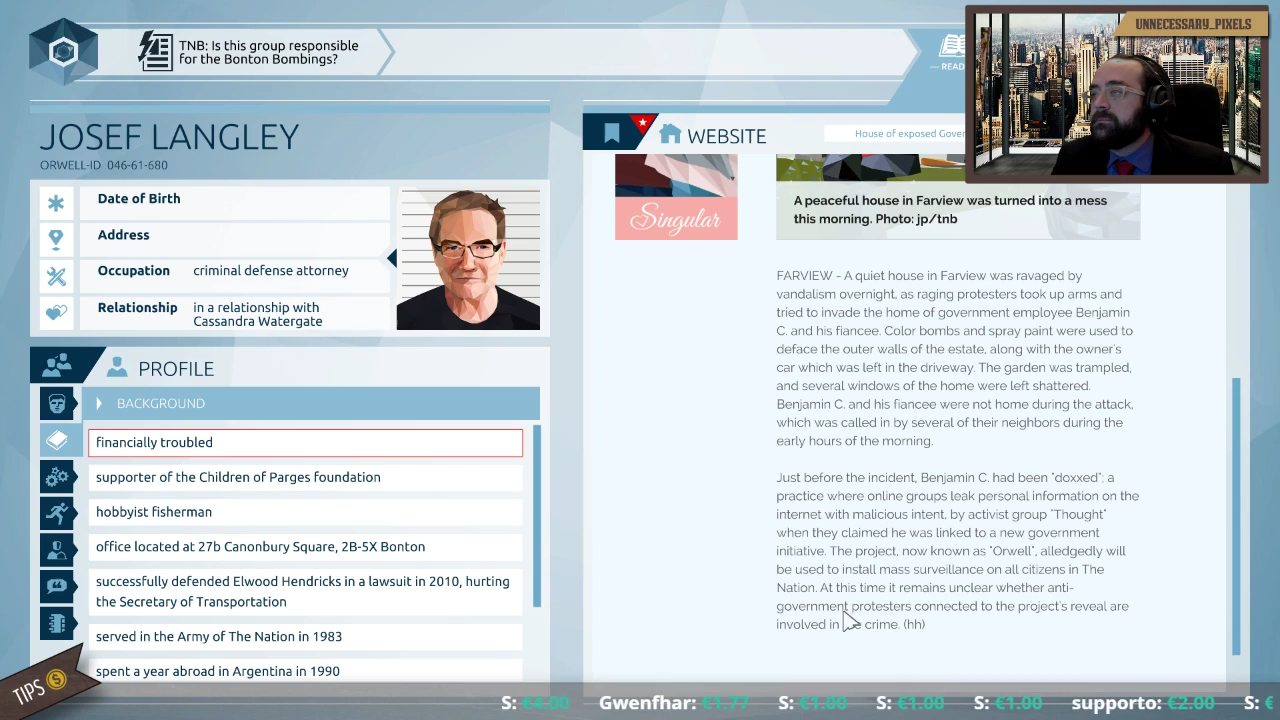 UNNECESSARY_PIXELS
TNB: Is this group responsible
for the Bonton Bombings?
READ
JOSEF LANGLEY
ORWELL-ID 046-61-680
Date of Birth
Address
Occupation criminal defense attorney
Relationship in a relationship with
Cassandra Watergate
PROFILE
BACKGROUND
financially troubled
supporter of the Children of Parges foundation
hobbyist fisherman
office located at 27b Canonbury Square, 2B-5X Bonton
successfully defended Elwood Hendricks in a lawsuit in 2010, hurting
the Secretary of Transportation
served in the Army of The Nation in 1983
spent a year abroad in Argentina in 1990
WEBSITE
House of exposed Gover
Singular
A peaceful house in Farview was turned into a mess
this morning. Photo: jp/tnb
FARVIEW - A quiet house in Farview was ravaged by
vandalism overnight, as raging protesters took up arms and
tried to invade the home of government employee Benjamin
C. and his fiancee. Color bombs and spray paint were used to
deface the outer walls of the estate, along with the owner's
car which was left in the driveway. The garden was trampled,
and several windows of the home were left shattered.
Benjamin C. and his fiancee were not home during the attack,
which was called in by several of their neighbors during the
early hours of the morning.
Just before the incident, Benjamin C. had been "doxxed"; a
practice where online groups leak personal information on the
internet with malicious intent, by activist group "Thought"
when they claimed he was linked to a new government
initiative. The project, now known as "Orwell", alledgedly will
be used to install mass surveillance on all citizens in The
Nation. At this time it remains unclear whether anti-
government protesters connected to the project's reveal are
involved in crime. (hh)
TIPS
S: €4.00 Gwenfhar: €1.77 S: €1.00 S: €1.00 S: €1.00 supporto: €2.00 S: €